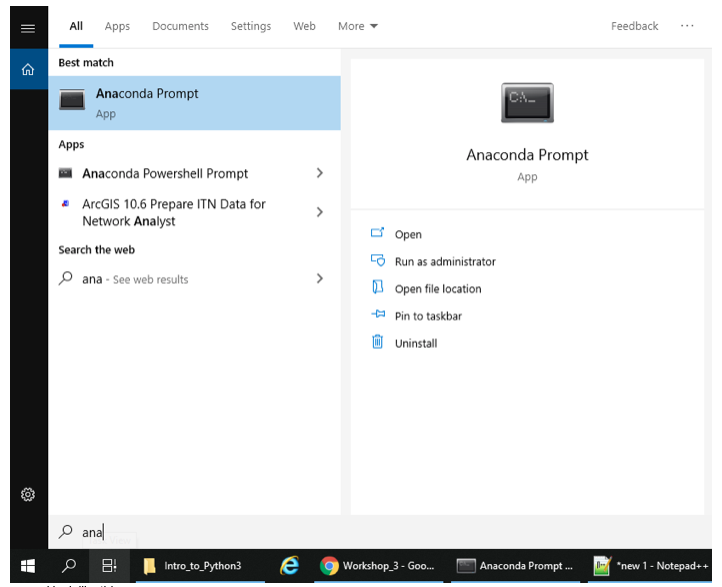 All Apps Documents Settings Web More Feedback ...
Best match
Anaconda Prompt
App
Apps
Anaconda Powershell Prompt
ArcGIS 10.6 Prepare ITN Data for
Network Analyst
Search the web
ana - See web results
C:\_
Anaconda Prompt
App
Open
Run as administrator
Open file location
Pin to taskbar
Uninstall
ana
Intro_to_Python3 Workshop_3 - Goo... Anaconda Prompt ... *new 1 - Notepad++